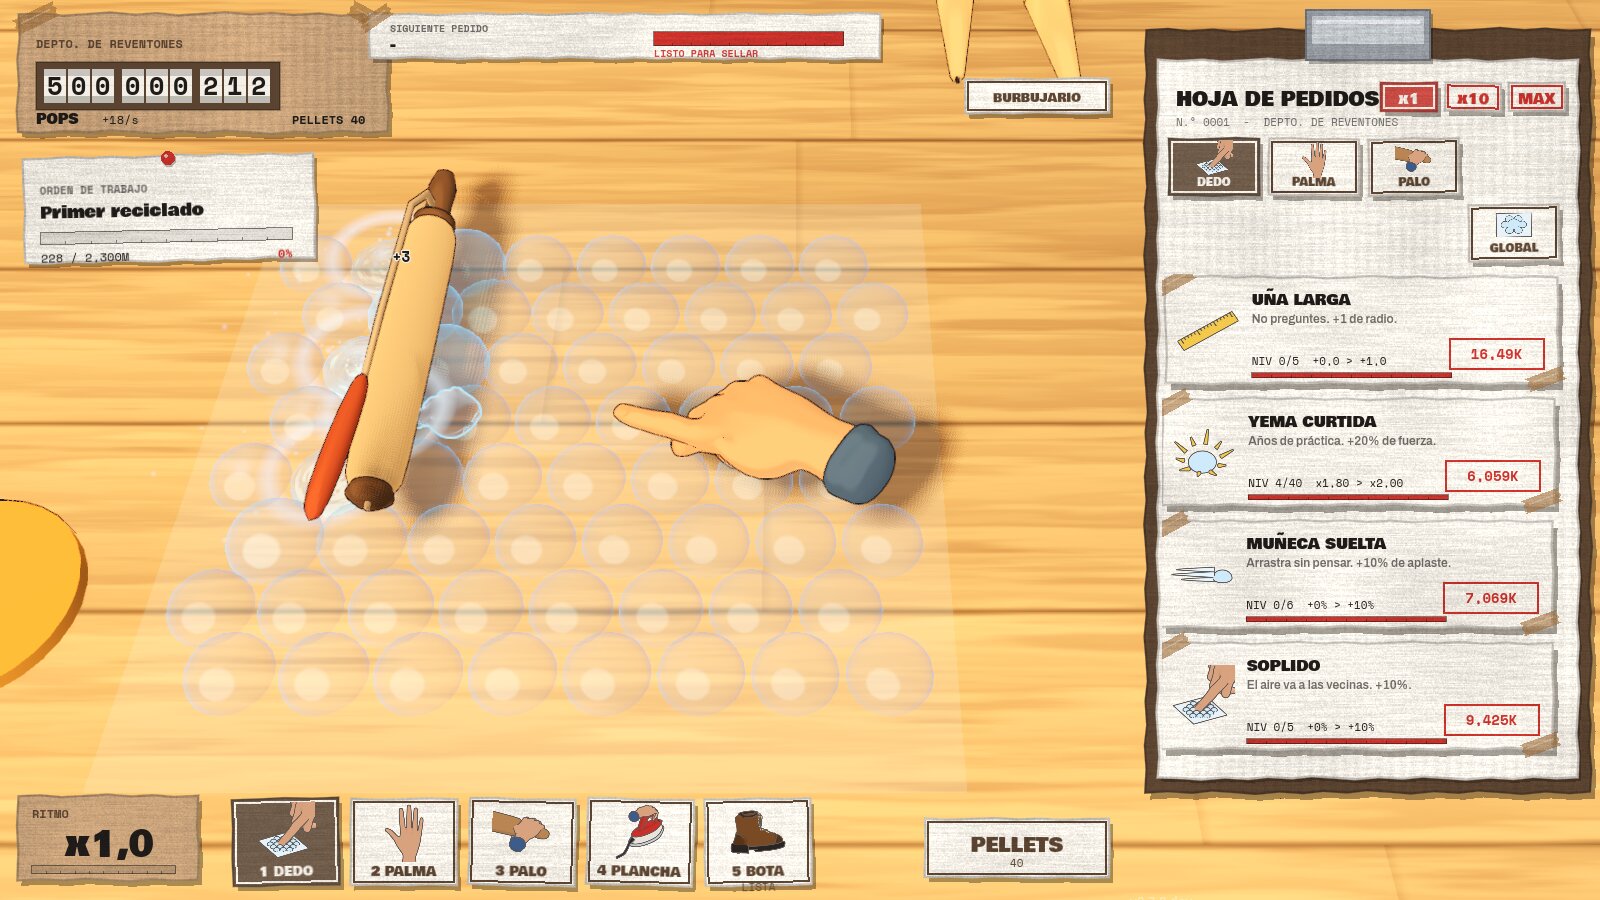 DEPTO. DE REVENTONES
500 000 212
POPS +18/s PELLETS 40
SIGUIENTE PEDIDO
-
LISTO PARA SELLAR
BURBUJARIO
ORDEN DE TRABAJO
Primer reciclado
228 / 2,300M 0%
+3
HOJA DE PEDIDOS x1 x10 MAX
N.° 0001 - DEPTO. DE REVENTONES
DEDO PALMA PALO
GLOBAL
UÑA LARGA
No preguntes. +1 de radio.
NIV 0/5 +0,0 > +1,0 16,49K
YEMA CURTIDA
Años de práctica. +20% de fuerza.
NIV 4/40 x1,80 > x2,00 6,059K
MUÑECA SUELTA
Arrastra sin pensar. +10% de aplaste.
NIV 0/6 +0% > +10% 7,069K
SOPLIDO
El aire va a las vecinas. +10%.
NIV 0/5 +0% > +10% 9,425K
RITMO
x1,0
1 DEDO 2 PALMA 3 PALO 4 PLANCHA 5 BOTA
LISTA
PELLETS
40